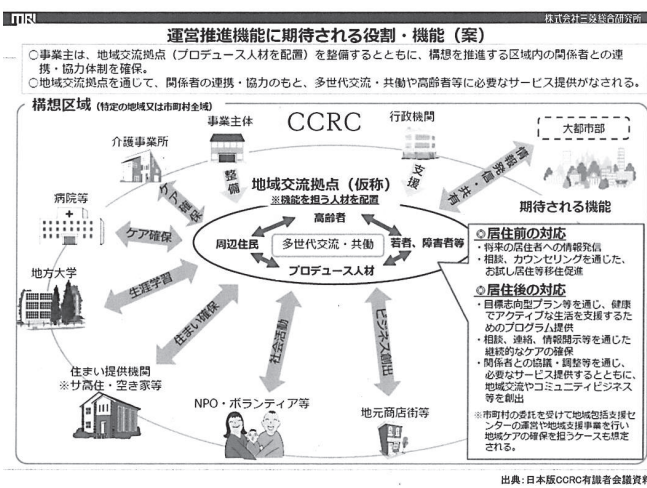 MRI
株式会社三菱総合研究所
運営推進機能に期待される役割・機能（案）
○事業主は、地域交流拠点（プロデュース人材を配置）を整備するとともに、構想を推進する区域内の関係者との連
携・協力体制を確保。
○地域交流拠点を通じて、関係者の連携・協力のもと、多世代交流・共働や高齢者等に必要なサービス提供がなされる。
構想区域（特定の地域又は市町村全域）
事業主体
CCRC
行政機関
大都市部
介護事業所
整備
支援
情報発信・共有
ケア確保
地域交流拠点（仮称）
※機能を担う人材を配置
期待される機能
病院等
ケア確保
高齢者
周辺住民
多世代交流・共働
若者、障害者等
プロデュース人材
地方大学
生涯学習
住まい確保
ビジネス創出
住まい提供機関
※サ高住・空き家等
NPO・ボランティア等
地元商店街等
◎居住前の対応
・将来の居住者への情報発信
・相談、カウンセリングを通じた、
お試し居住等移住促進
◎居住後の対応
・目標志向型プラン等を通じ、健康
でアクティブな生活を支援するた
めのプログラム提供
・相談、連絡、情報開示等を通じた
継続的なケアの確保
・関係者との協議・調整等を通じ、
必要なサービス提供するとともに、
地域交流やコミュニティビジネス
等を創出
※市町村の委託を受けて地域包括支援セ
ンターの運営や地域支援事業を行い
地域ケアの確保を担うケースも想定
される。
出典：日本版CCRC有識者会議資料